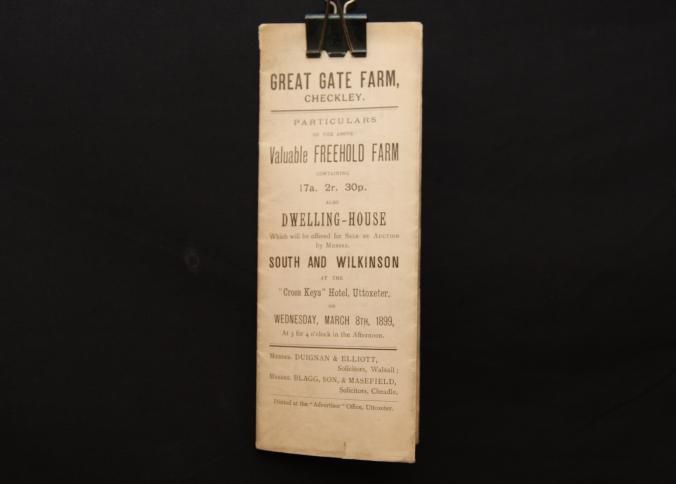 GREAT GATE FARM,
CHECKLEY.
PARTICULARS
OF THE ABOVE
Valuable FREEHOLD FARM
CONTAINING
17a. 2r. 30p.
ALSO
DWELLING-HOUSE
Which will be offered for SALE BY AUCTION
by MESSRS.
SOUTH AND WILKINSON
AT THE
"Cross Keys" Hotel, Uttoxeter,
ON
WEDNESDAY, MARCH 8TH, 1899,
At 3 for 4 o'clock in the Afternoon.
MESSRS. DUIGNAN & ELLIOTT,
Solicitors, Walsall;
MESSRS. BLAGG, SON, & MASEFIELD,
Solicitors, Cheadle.
Printed at the "Advertiser" Office, Uttoxeter.